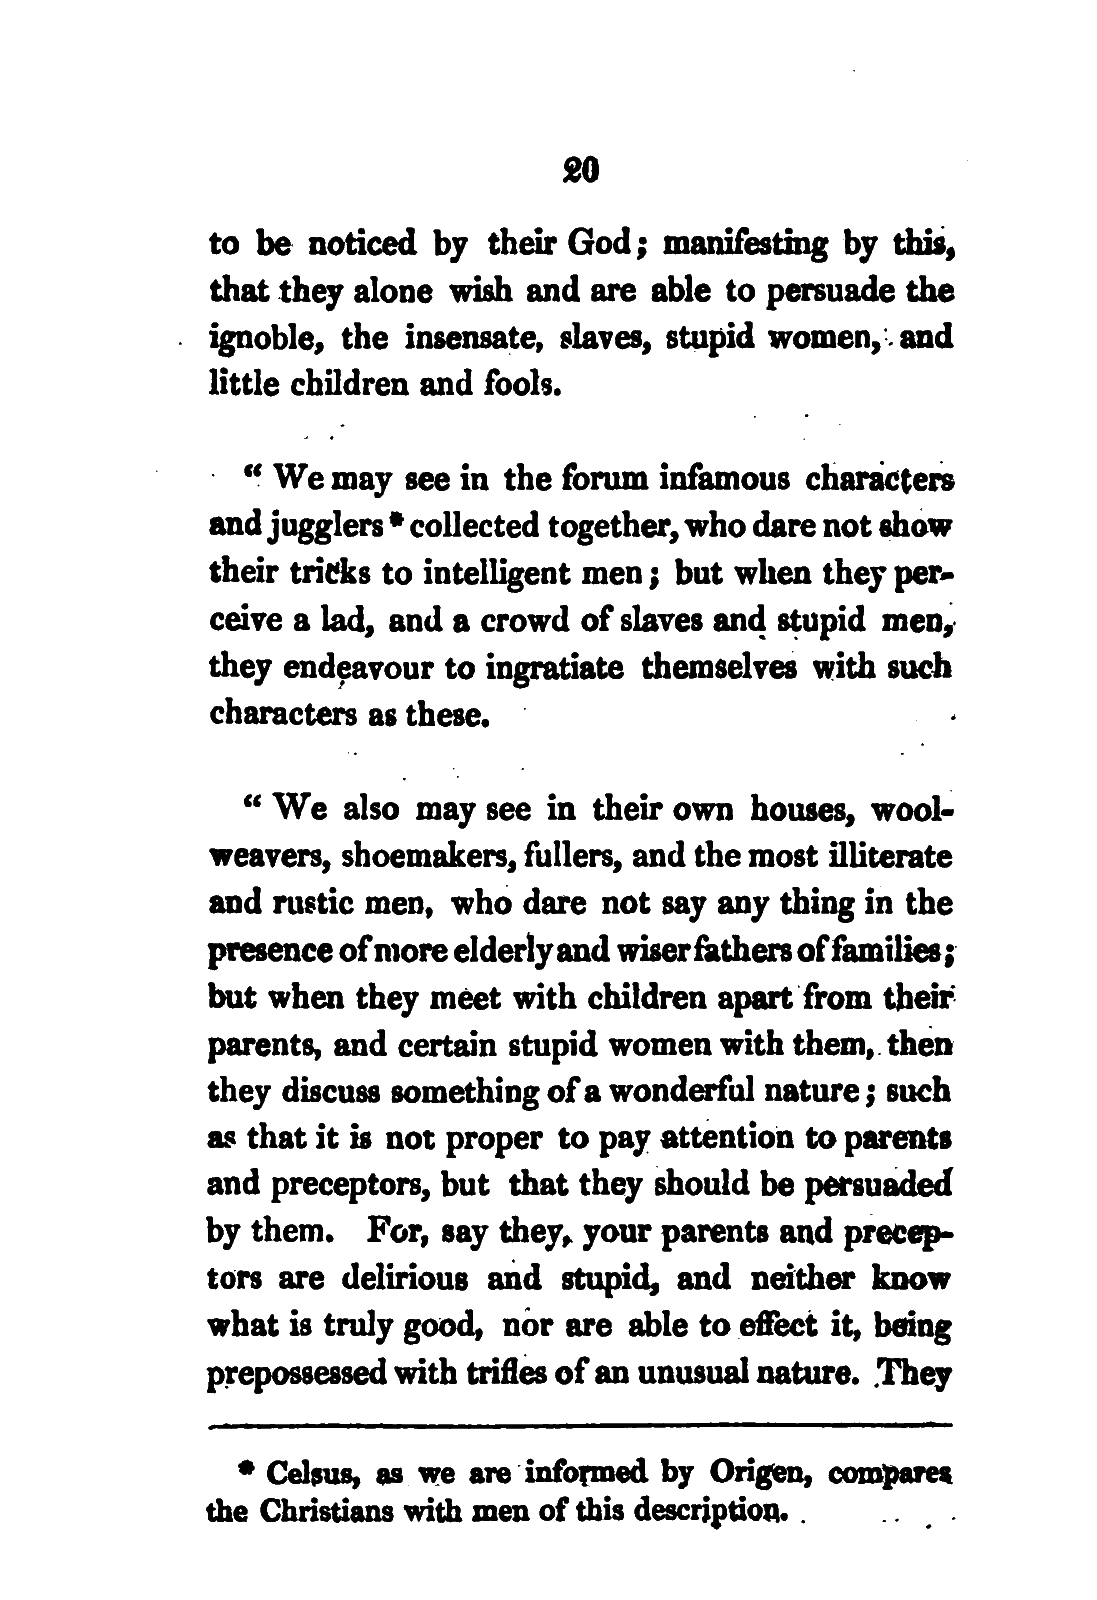 20
to be noticed by their God; manifesting by this,
that they alone wish and are able to persuade the
ignoble, the insensate, slaves, stupid women, and
little children and fools.
“ We may see in the forum infamous characters
and jugglers * collected together, who dare not show
their tricks to intelligent men; but when they per-
ceive a lad, and a crowd of slaves and stupid men,
they endeavour to ingratiate themselves with such
characters as these.
“ We also may see in their own houses, wool-
weavers, shoemakers, fullers, and the most illiterate
and rustic men, who dare not say any thing in the
presence of more elderly and wiser fathers of families;
but when they meet with children apart from their
parents, and certain stupid women with them, then
they discuss something of a wonderful nature; such
as that it is not proper to pay attention to parents
and preceptors, but that they should be persuaded
by them. For, say they, your parents and precep-
tors are delirious and stupid, and neither know
what is truly good, nor are able to effect it, being
prepossessed with trifles of an unusual nature. They
* Celsus, as we are informed by Origen, compares
the Christians with men of this description.